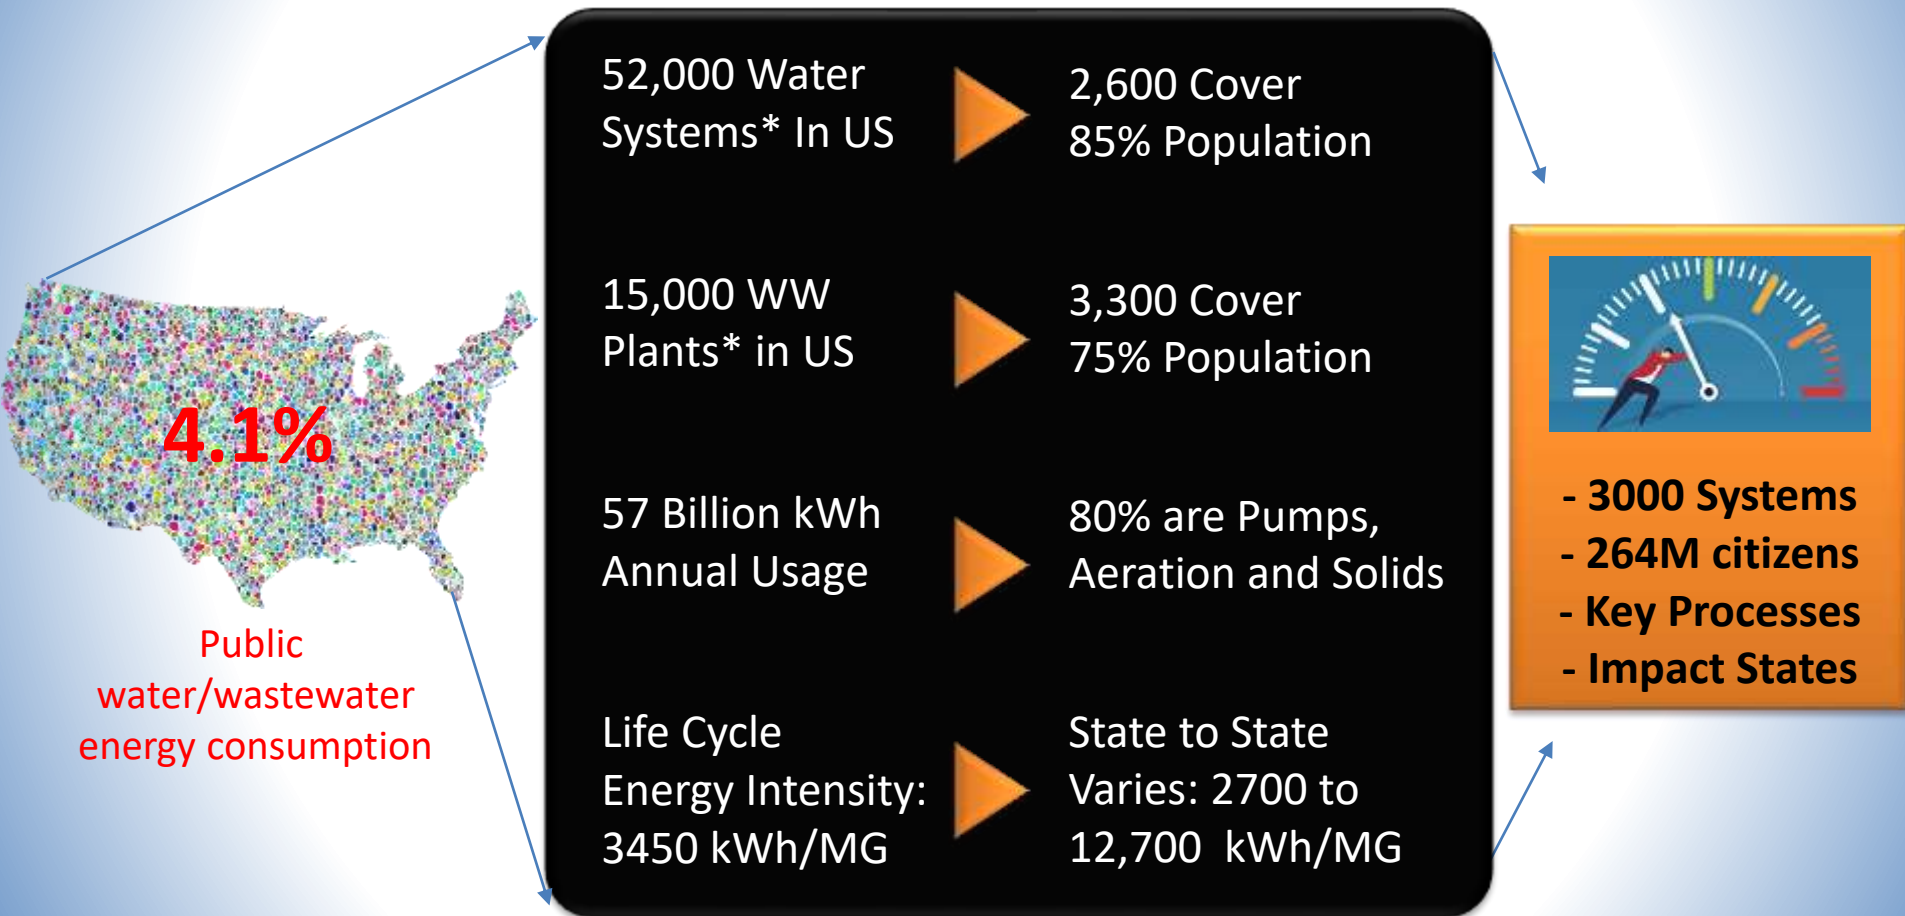 4.1%
Public
water/wastewater
energy consumption
52,000 Water
Systems* In US
2,600 Cover
85% Population
15,000 WW
Plants* in US
3,300 Cover
75% Population
57 Billion kWh
Annual Usage
80% are Pumps,
Aeration and Solids
Life Cycle
Energy Intensity:
3450 kWh/MG
State to State
Varies: 2700 to
12,700  kWh/MG
- 3000 Systems
- 264M citizens
- Key Processes
- Impact States